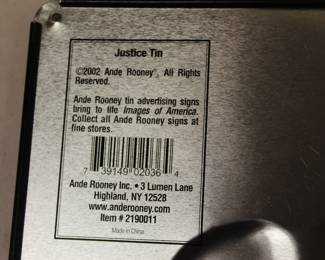 Justice Tin
©2002 Ande Rooney®, All Rights
Reserved.
Ande Rooney tin advertising signs
bring to life Images of America.
Collect all Ande Rooney signs at
fine stores.
7 39149 02036 4
Ande Rooney Inc. • 3 Lumen Lane
Highland, NY 12528
www.anderooney.com
Item # 2190011
Made in China